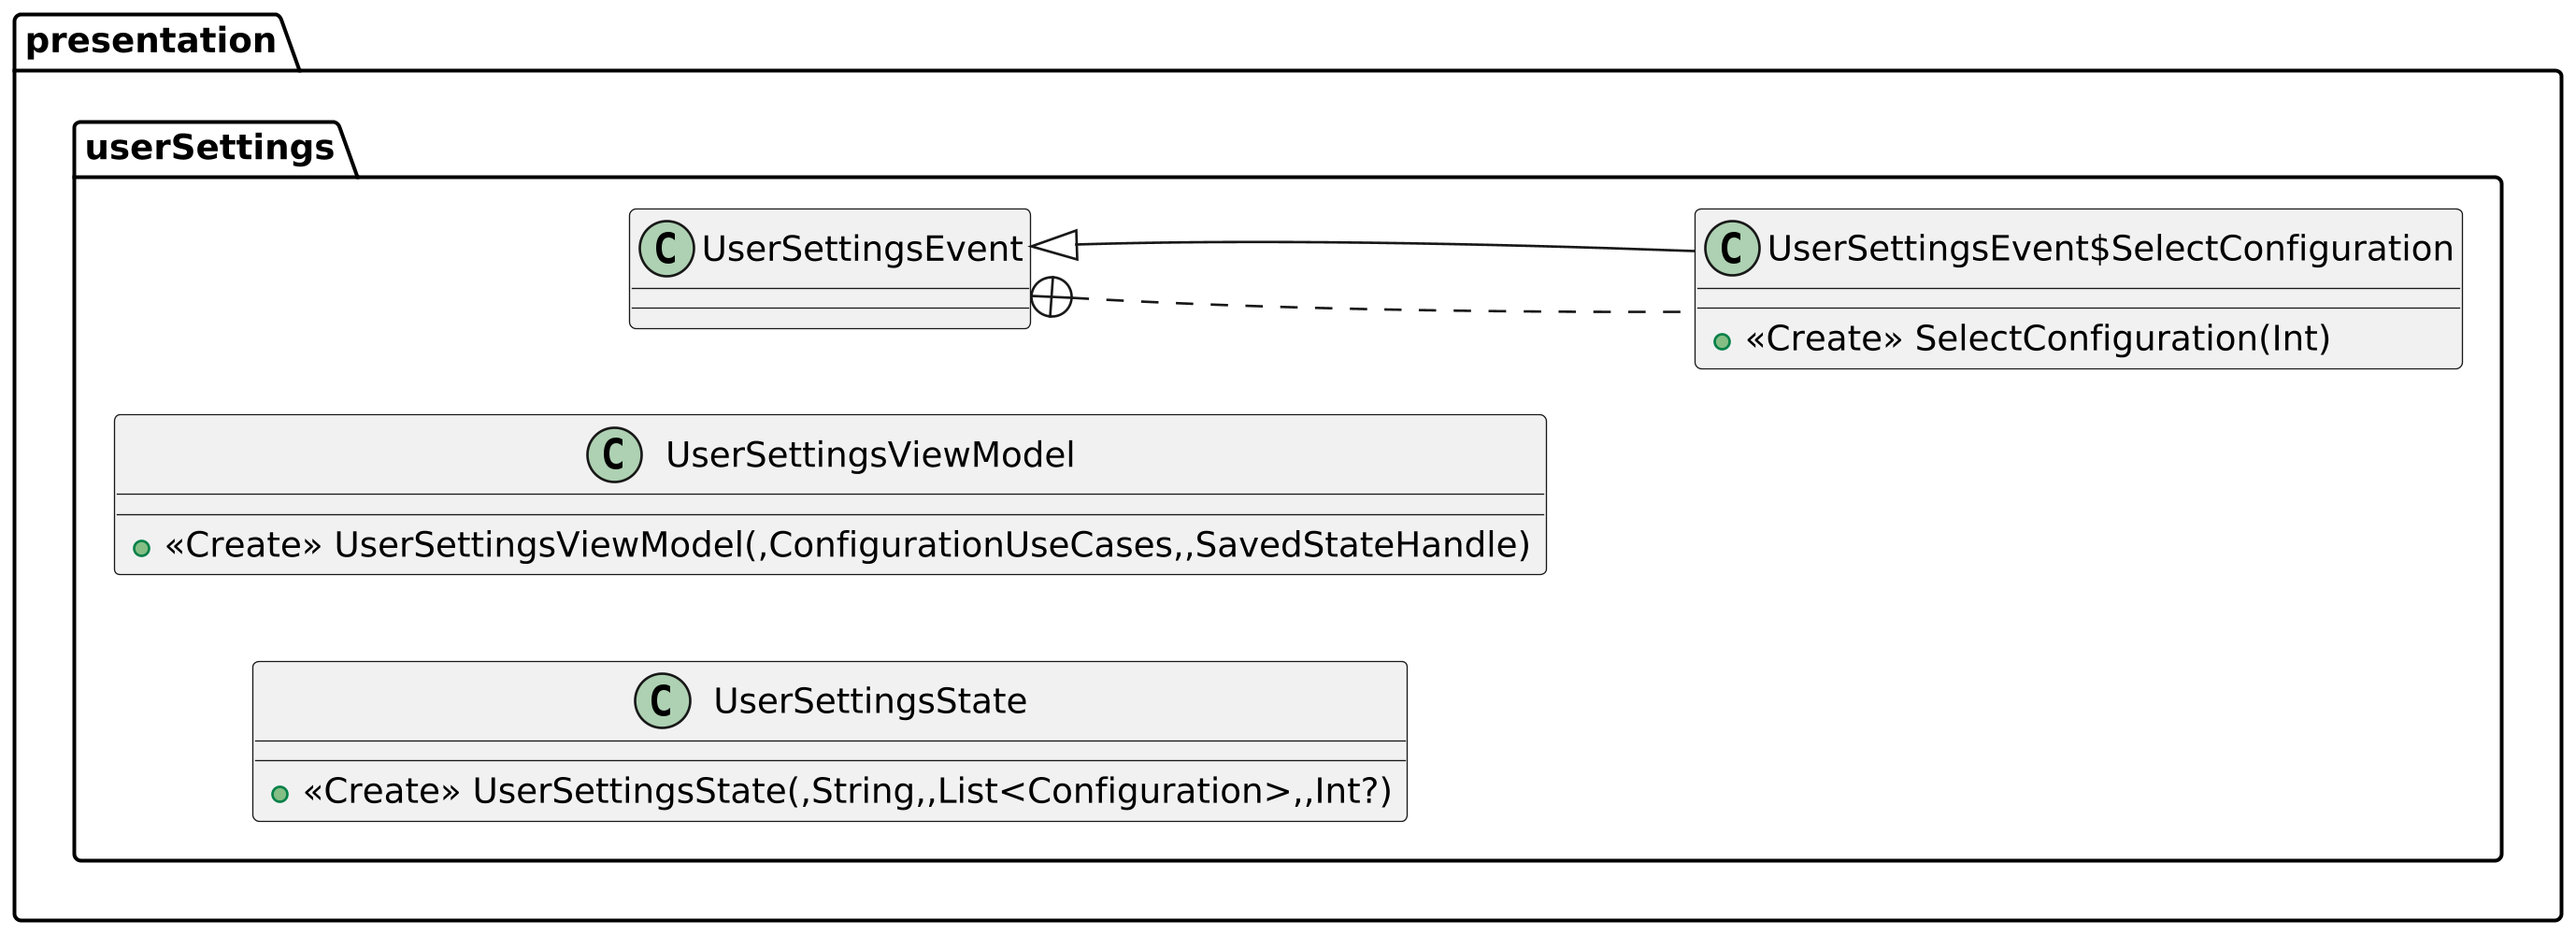 presentation
userSettings
C UserSettingsEvent
C UserSettingsEvent$SelectConfiguration
«Create» SelectConfiguration(Int)
C UserSettingsViewModel
«Create» UserSettingsViewModel(,ConfigurationUseCases,,SavedStateHandle)
C UserSettingsState
«Create» UserSettingsState(,String,,List<Configuration>,,Int?)